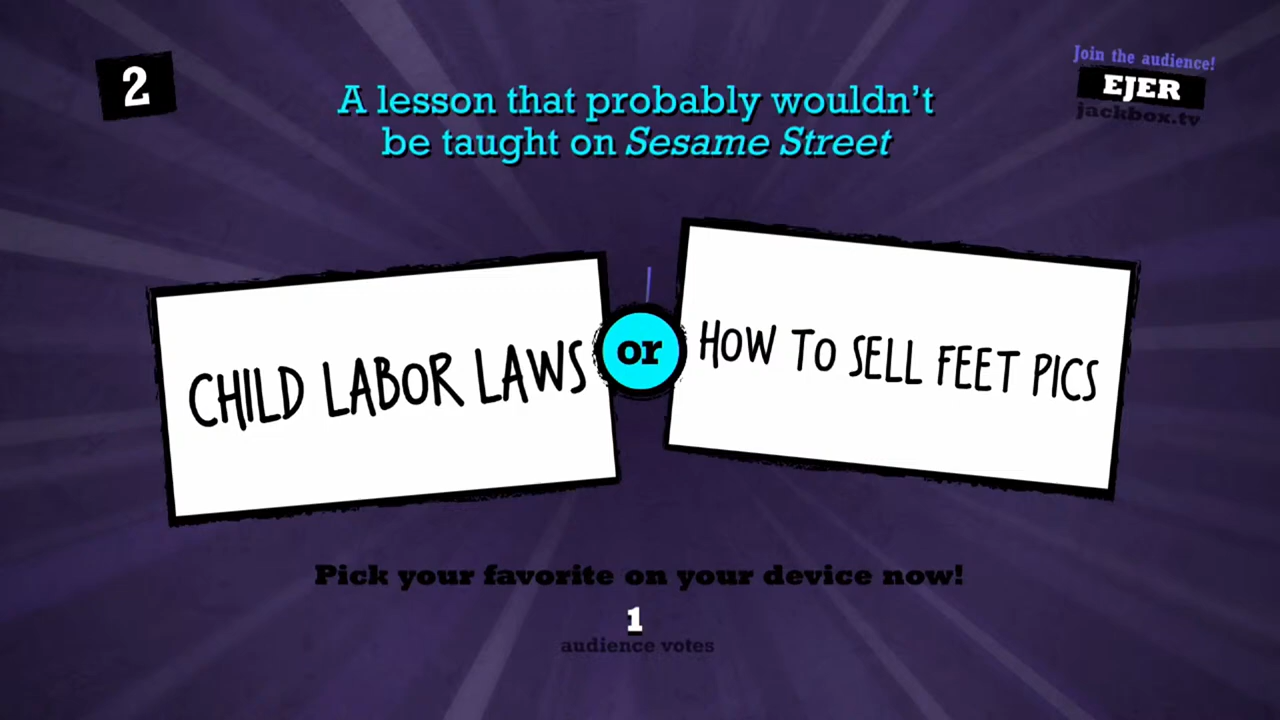 2
Join the audience!
EJER
jackbox.tv
A lesson that probably wouldn't
be taught on Sesame Street
CHILD LABOR LAWS
or
HOW TO SELL FEET PICS
Pick your favorite on your device now!
1
audience votes